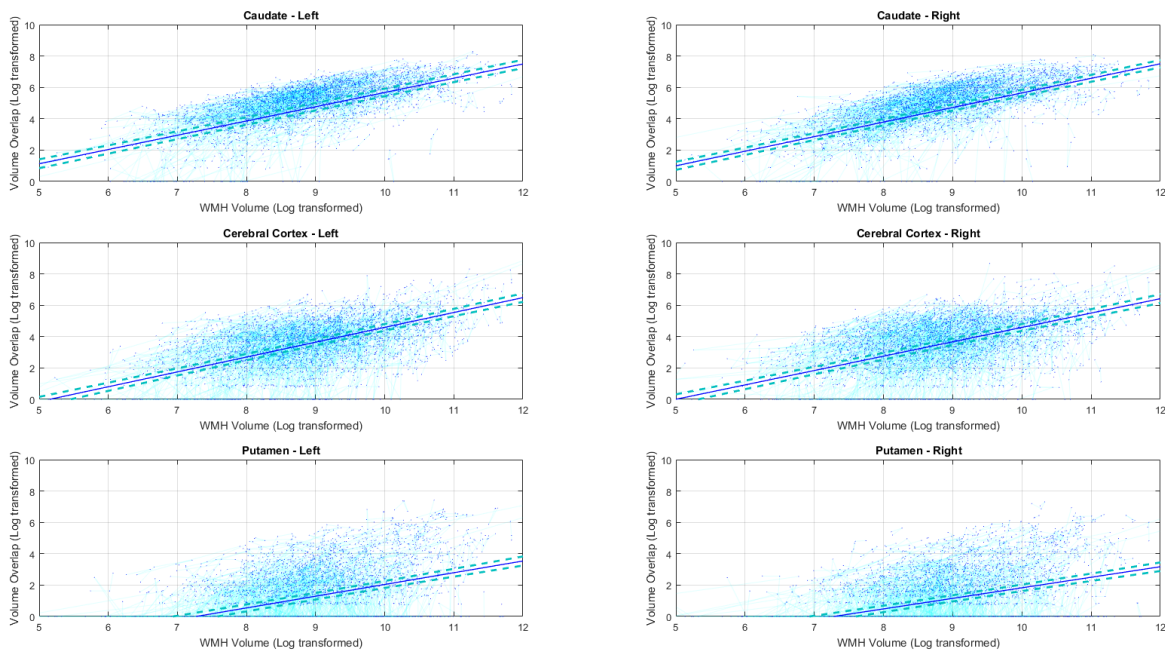 Caudate - Left
Volume Overlap (Log transformed)
10
8
6
4
2
0
5 6 7 8 9 10 11 12
WMH Volume (Log transformed)
Caudate - Right
Volume Overlap (Log transformed)
10
8
6
4
2
0
5 6 7 8 9 10 11 12
WMH Volume (Log transformed)
Cerebral Cortex - Left
Volume Overlap (Log transformed)
10
8
6
4
2
0
5 6 7 8 9 10 11 12
WMH Volume (Log transformed)
Cerebral Cortex - Right
Volume Overlap (Log transformed)
10
8
6
4
2
0
5 6 7 8 9 10 11 12
WMH Volume (Log transformed)
Putamen - Left
Volume Overlap (Log transformed)
10
8
6
4
2
0
5 6 7 8 9 10 11 12
WMH Volume (Log transformed)
Putamen - Right
Volume Overlap (Log transformed)
10
8
6
4
2
0
5 6 7 8 9 10 11 12
WMH Volume (Log transformed)